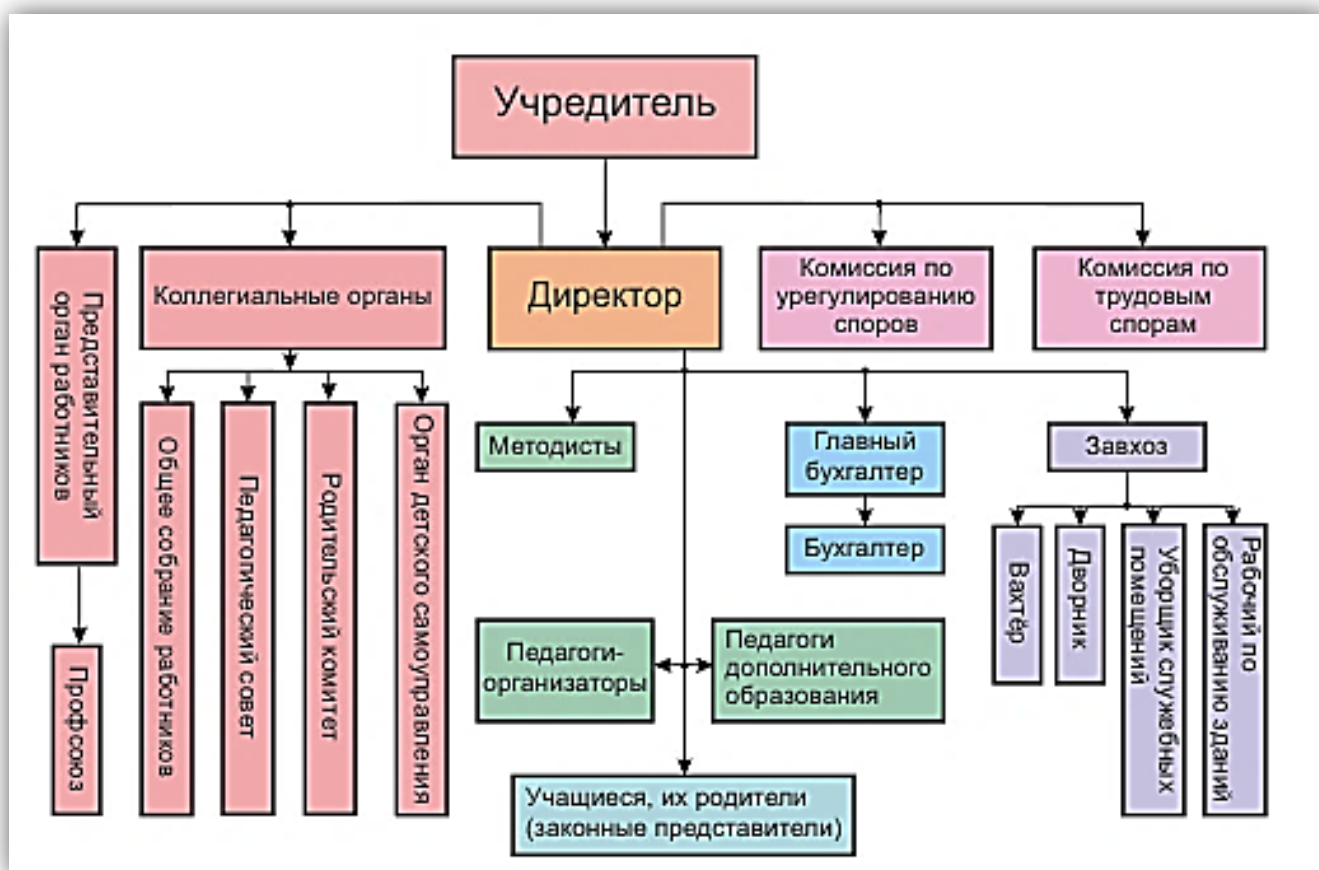 Учредитель
Представительный
орган работников
Коллегиальные органы
Директор
Комиссия по
урегулированию
споров
Комиссия по
трудовым
спорам
Общее собрание работников
Педагогический совет
Родительский комитет
Орган детского самоуправления
Методисты
Главный
бухгалтер
Завхоз
Бухгалтер
Вахтёр
Дворник
Уборщик служебных
помещений
Рабочий по
обслуживанию зданий
Профсоюз
Педагоги-
организаторы
Педагоги
дополнительного
образования
Учащиеся, их родители
(законные представители)